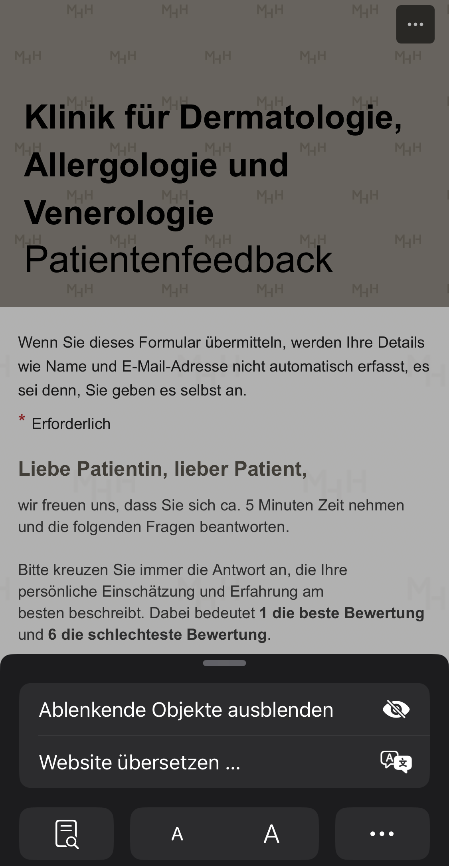 Klinik für Dermatologie,
Allergologie und
Venerologie
Patientenfeedback
Wenn Sie dieses Formular übermitteln, werden Ihre Details
wie Name und E-Mail-Adresse nicht automatisch erfasst, es
sei denn, Sie geben es selbst an.
* Erforderlich
Liebe Patientin, lieber Patient,
wir freuen uns, dass Sie sich ca. 5 Minuten Zeit nehmen
und die folgenden Fragen beantworten.
Bitte kreuzen Sie immer die Antwort an, die Ihre
persönliche Einschätzung und Erfahrung am
besten beschreibt. Dabei bedeutet 1 die beste Bewertung
und 6 die schlechteste Bewertung.
Ablenkende Objekte ausblenden
Website übersetzen ...
A A